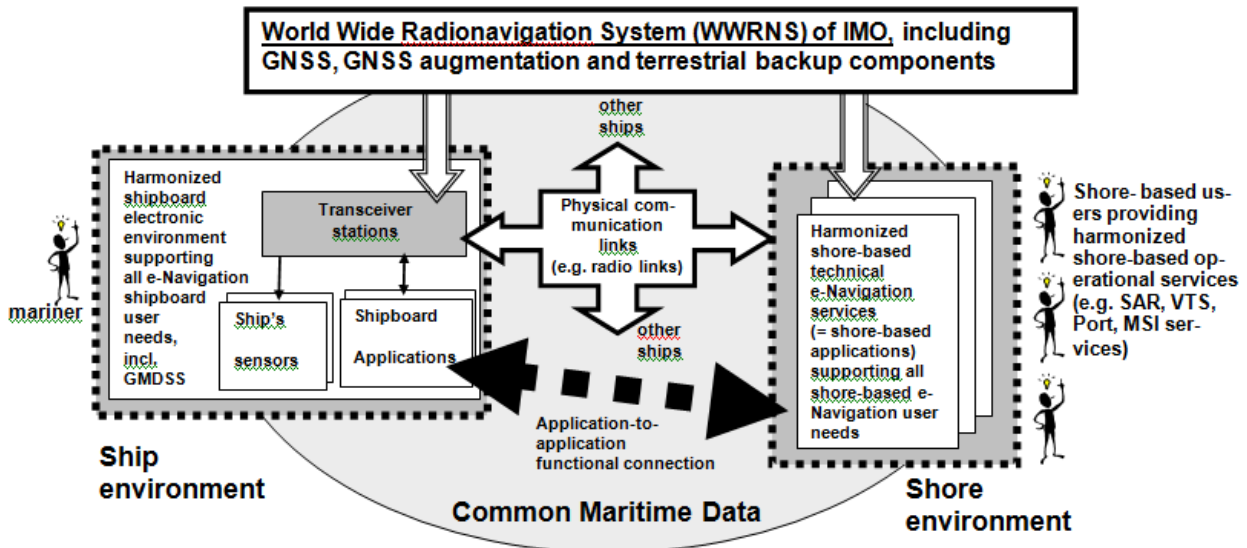 World Wide Radionavigation System (WWRNS) of IMO, including
GNSS, GNSS augmentation and terrestrial backup components
other
ships
Harmonized
shipboard
electronic
environment
supporting
all e-Navigation
shipboard
user
needs,
incl.
GMDSS
Transceiver
stations
Ship's
sensors
Shipboard
Applications
mariner
Physical com-
munication
links
(e.g. radio links)
other
ships
Harmonized
shore-based
technical
e-Navigation
services
(= shore-based
applications)
supporting all
shore-based e-
Navigation user
needs
Shore- based us-
ers providing
harmonized
shore-based op-
erational services
(e.g. SAR, VTS,
Port, MSI ser-
vices)
Application-to-
application
functional connection
Ship
environment
Common Maritime Data
Shore
environment